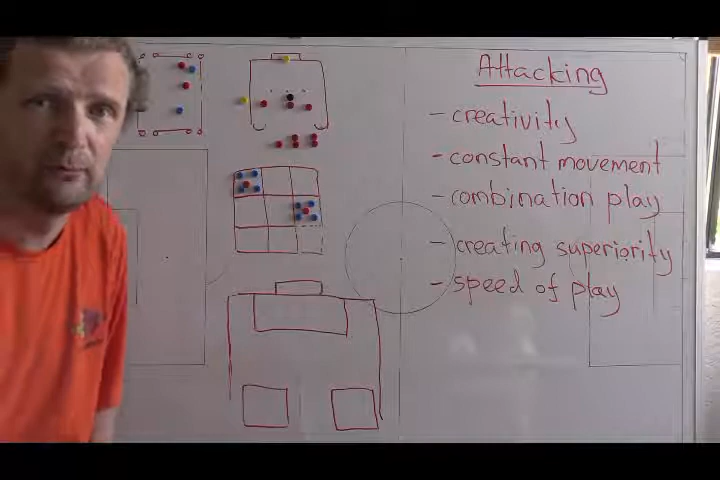 Attacking
- creativity
- constant movement
- combination play
- creating superiority
- speed of play